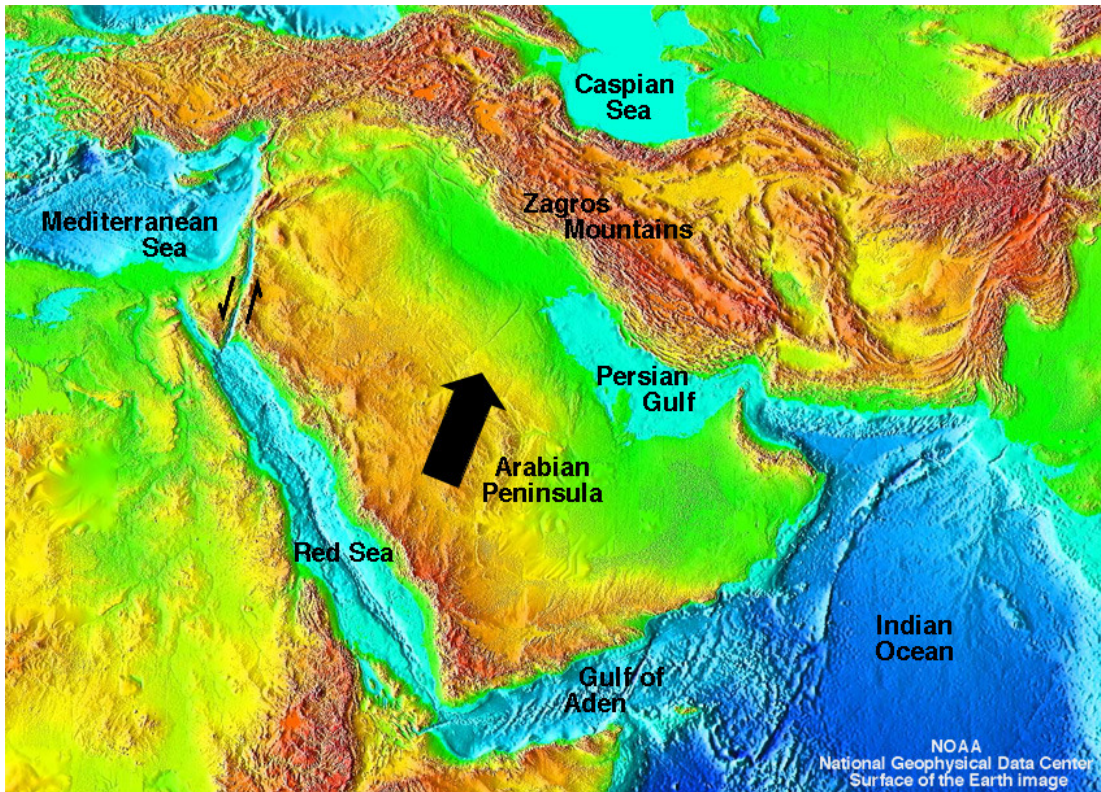 Caspian
Sea
Mediterranean
Sea
Zagros
Mountains
Persian
Gulf
Arabian
Peninsula
Red Sea
Indian
Ocean
Gulf of
Aden
NOAA
National Geophysical Data Center
Surface of the Earth image